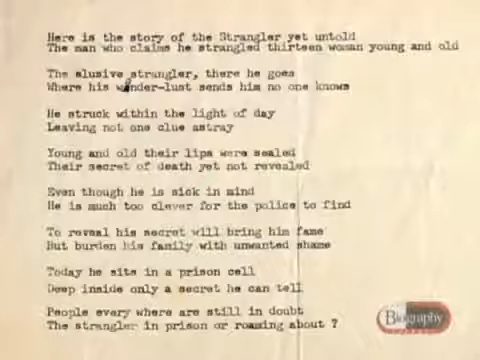 Here is the story of the Strangler yet untold
The man who claims he strangled thirteen woman young and old
The elusive strangler, there he goes
Where his wander-lust sends him no one knows
He struck within the light of day
Leaving not one clue astray
Young and old their lips were sealed
Their secret of death yet not revealed
Even though he is sick in mind
He is much too clever for the police to find
To reveal his secret will bring him fame
But burden his family with unwanted shame
Today he sits in a prison cell
Deep inside only a secret he can tell
People every where are still in doubt
The strangler in prison or roaming about ?
Biography